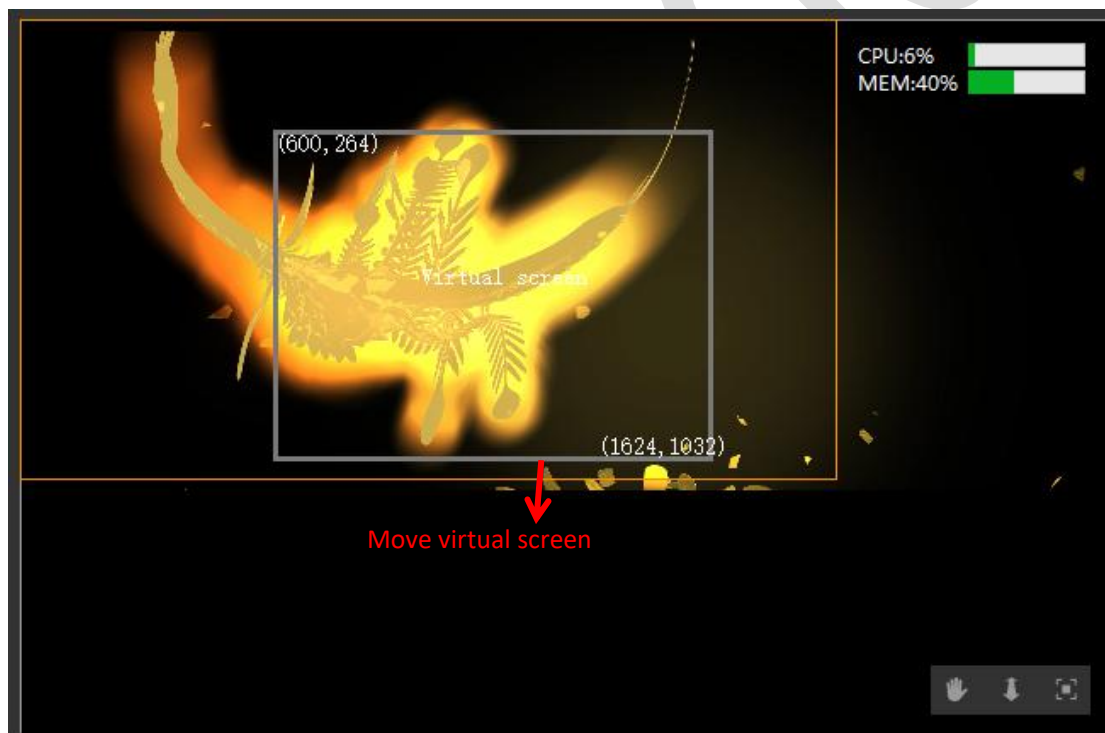 CPU:6%
MEM:40%
(600, 264)
Virtual screen
(1624, 1032)
Move virtual screen